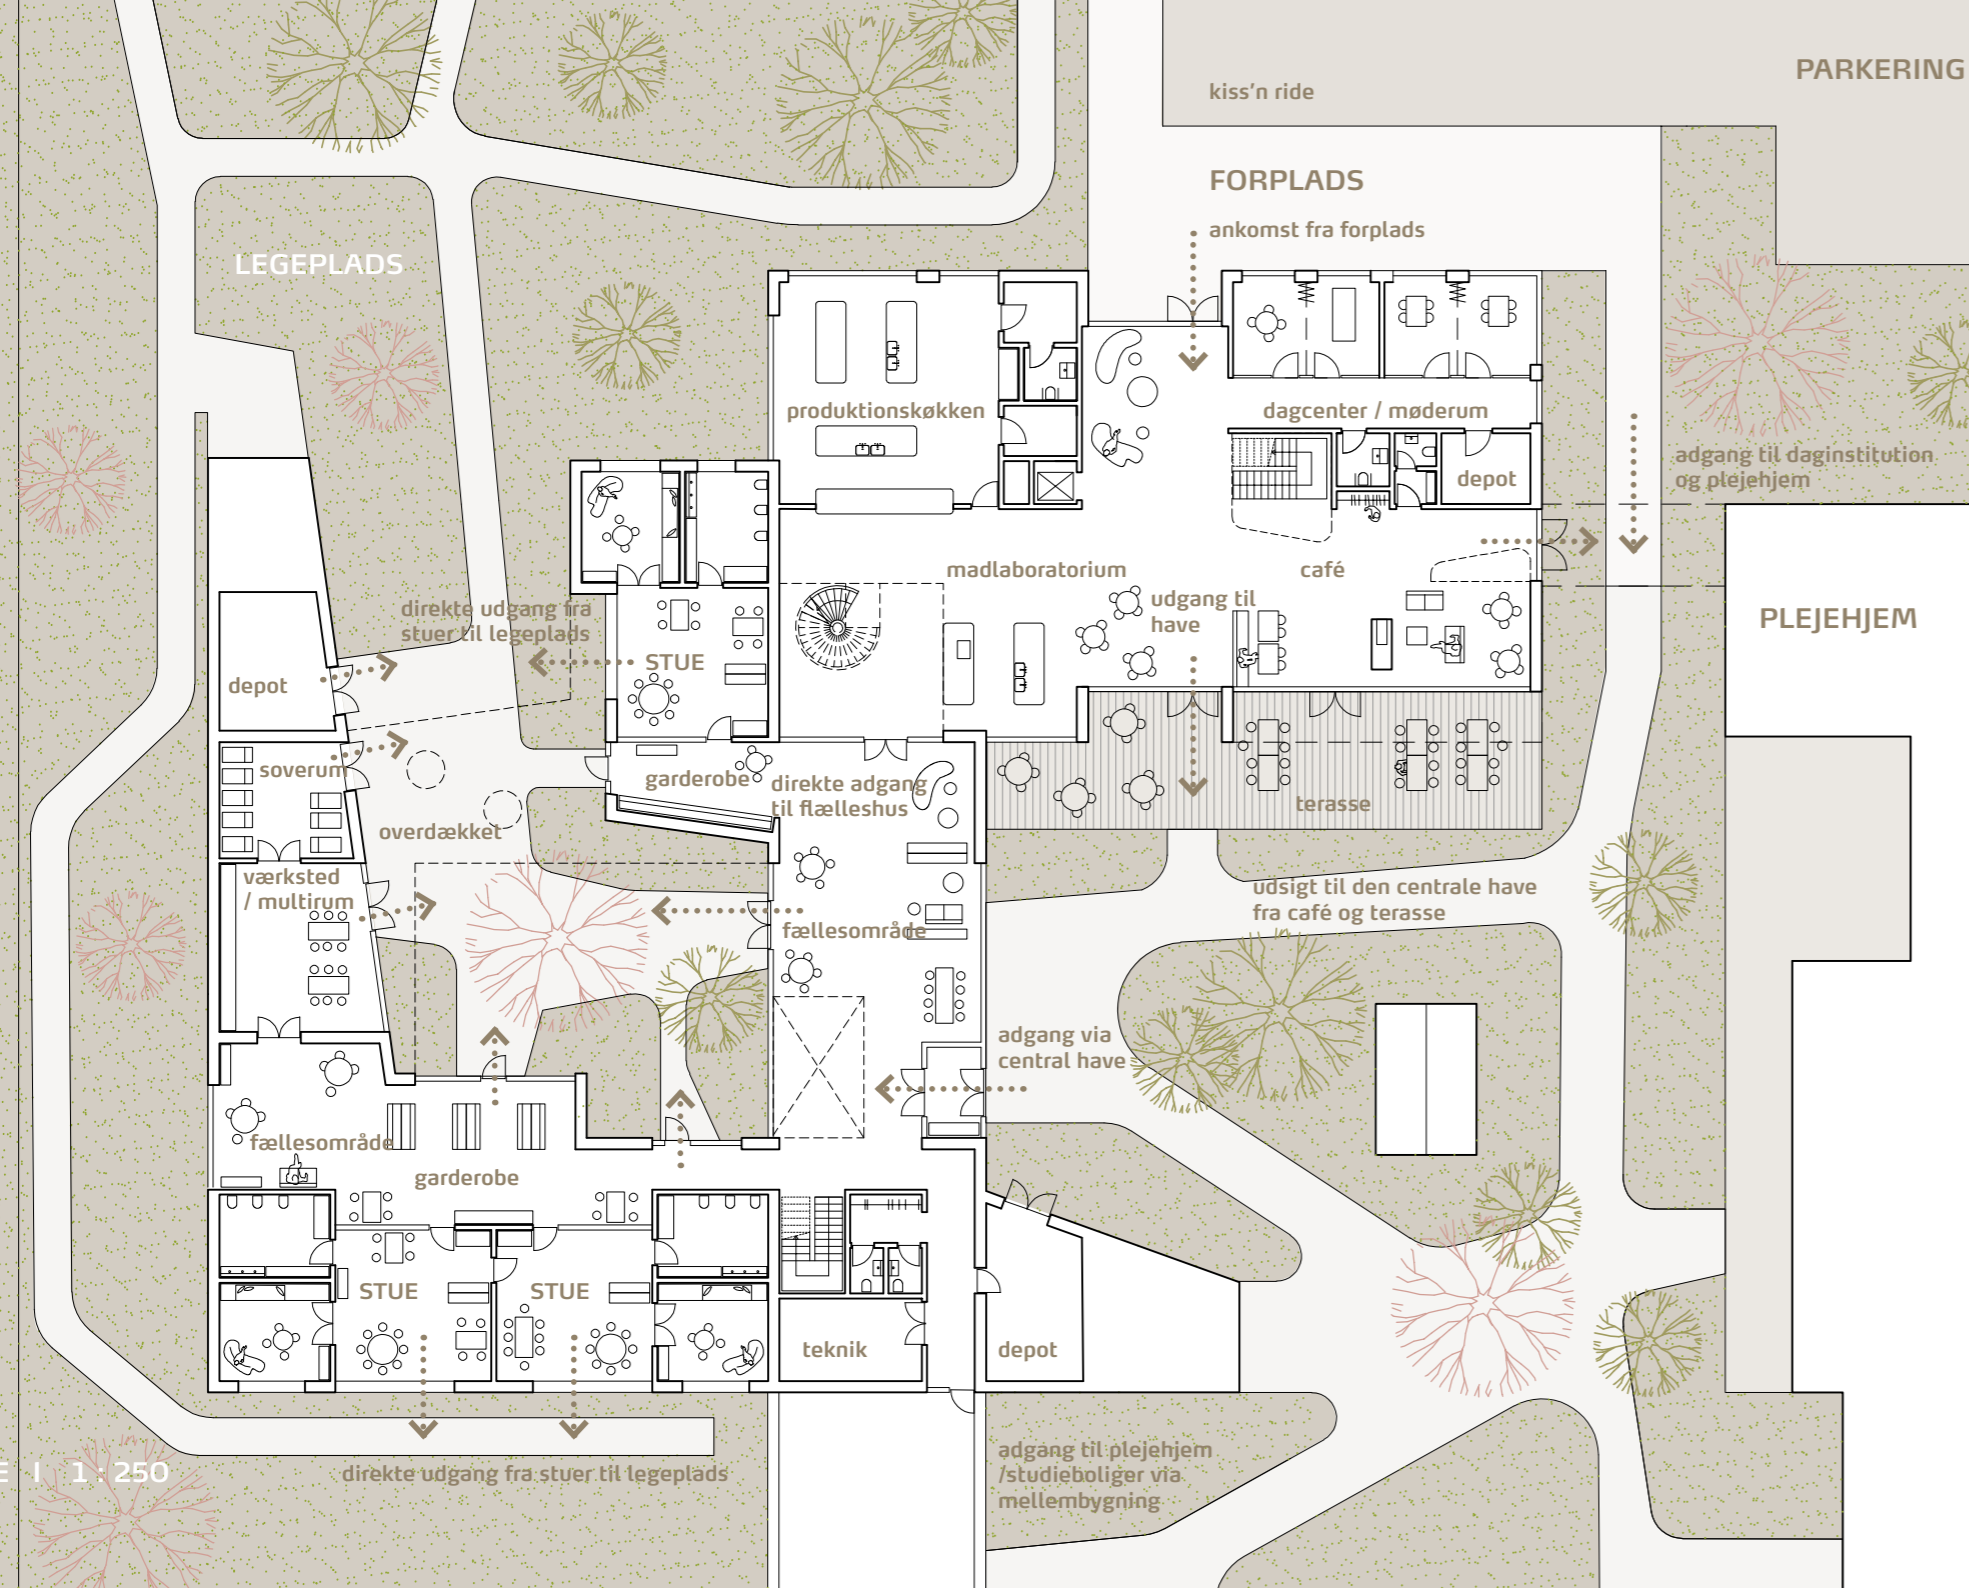 PARKERING
kiss'n ride
FORPLADS
ankomst fra forplads
LEGEPLADS
produktionskøkken
dagcenter / møderum
adgang til daginstitution
og plejehjem
depot
madlaboratorium
café
direkte udgang fra
stuer til legeplads
udgang til
have
PLEJEHJEM
STUE
depot
soverum
garderobe
direkte adgang
til flælleshus
terasse
overdækket
værksted
/ multirum
udsigt til den centrale have
fra café og terasse
fællesområde
adgang via
central have
fællesområde
garderobe
STUE
STUE
teknik
depot
adgang til plejehjem
/studieboliger via
mellembygning
E | 1 : 250
direkte udgang fra stuer til legeplads